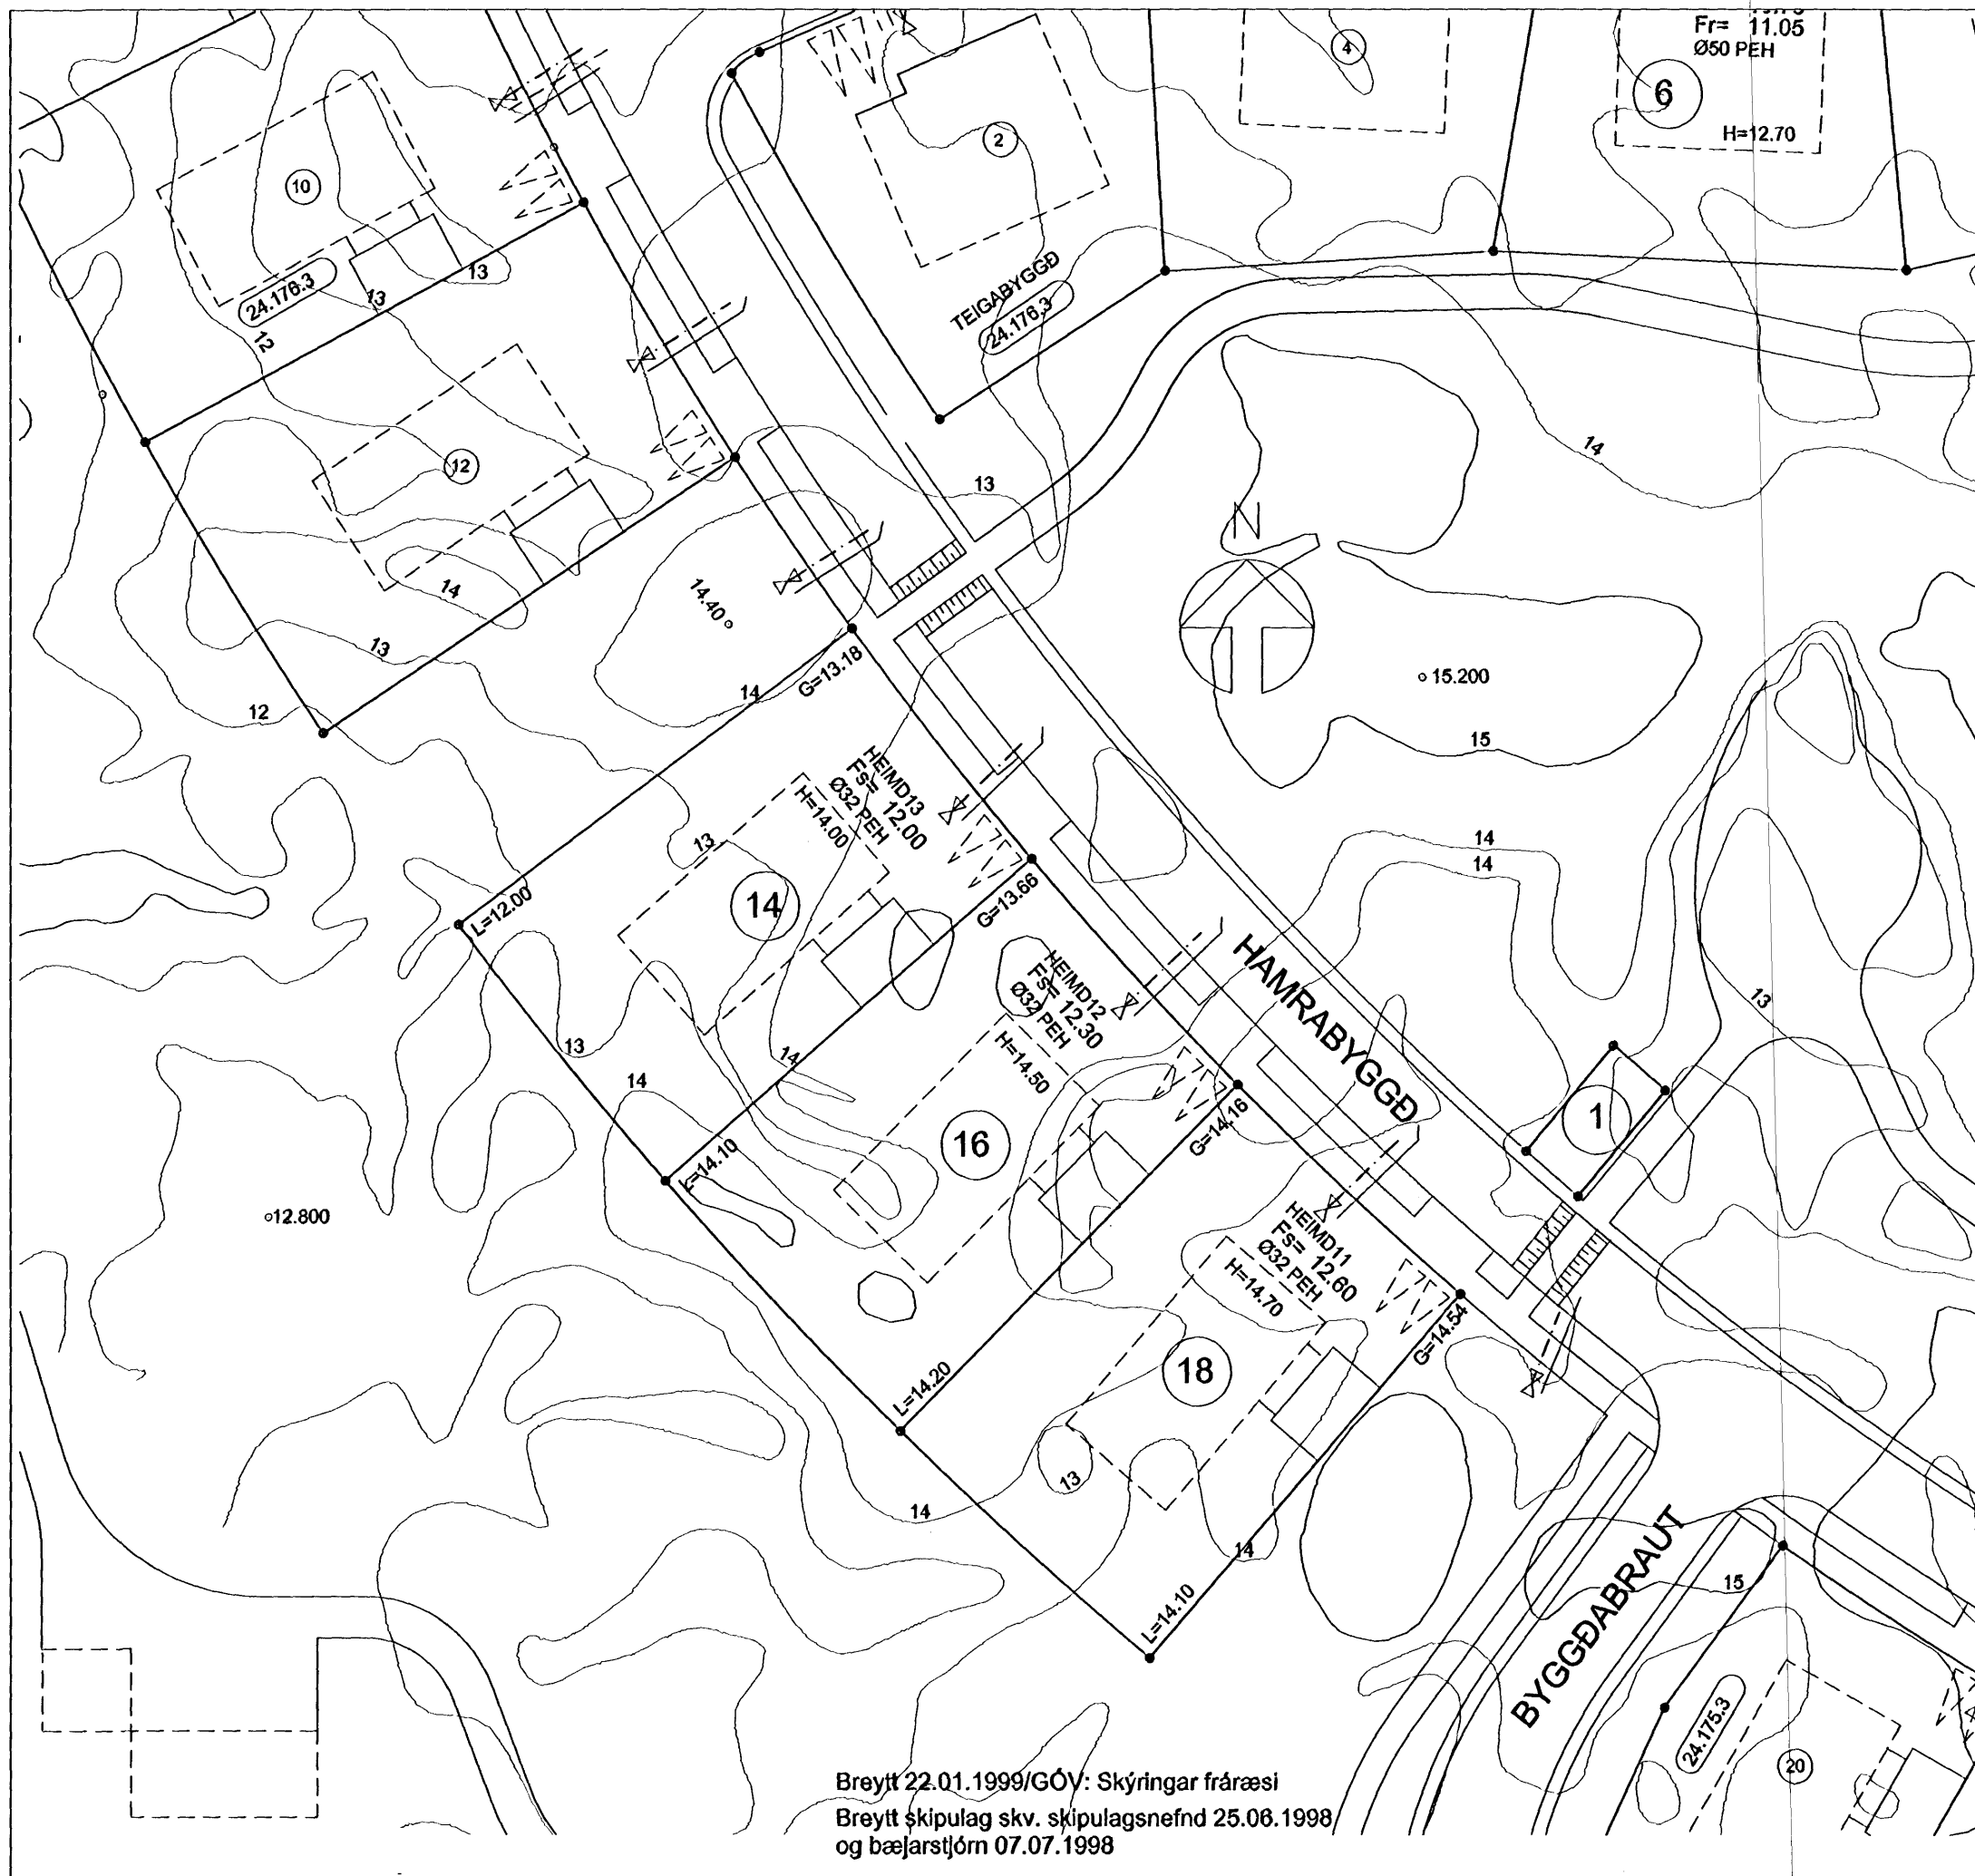 Fr= 11.05
Ø50 PEH
6
H=12.70
4
2
10
13
13
24.176.3
12
TEIGABYGGÐ
24.176.3
12
14
13
14
13
N
14.40
G=13.18
14
12
13
15.200
15
HEIMD13
Fs= 12.00
Ø32 PEH
H=14.00
13
14
L=12.00
G=13.66
14
14
HAMRABYGGÐ
13
HEIMD12
Fs= 12.30
Ø32 PEH
H=14.50
13
14
14
16
L=14.10
G=14.16
1
12.800
HEIMD11
Fs= 12.60
Ø32 PEH
H=14.70
18
G=14.54
L=14.20
13
14
14
L=14.10
BYGGÐABRAUT
15
24.175.3
20
Breytt 22.01.1999/GÓV: Skýringar fráræsi
Breytt skipulag skv. skipulagsnefnd 25.06.1998
og bæjarstjórn 07.07.1998